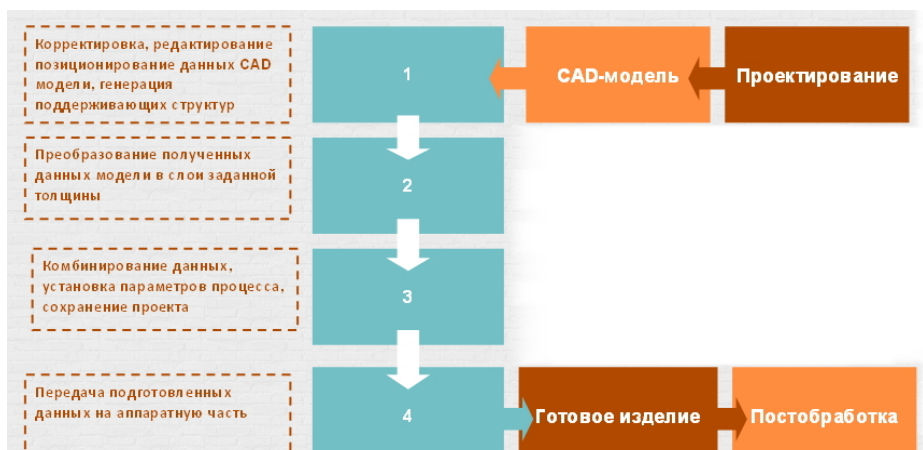 Корректировка, редактирование
позиционирование данных CAD
модели, генерация
поддерживающих структур
1
CAD-модель
Проектирование
Преобразование полученных
данных модели в слои заданной
толщины
2
Комбинирование данных,
установка параметров процесса,
сохранение проекта
3
Передача подготовленных
данных на аппаратную часть
4
Готовое изделие
Постобработка